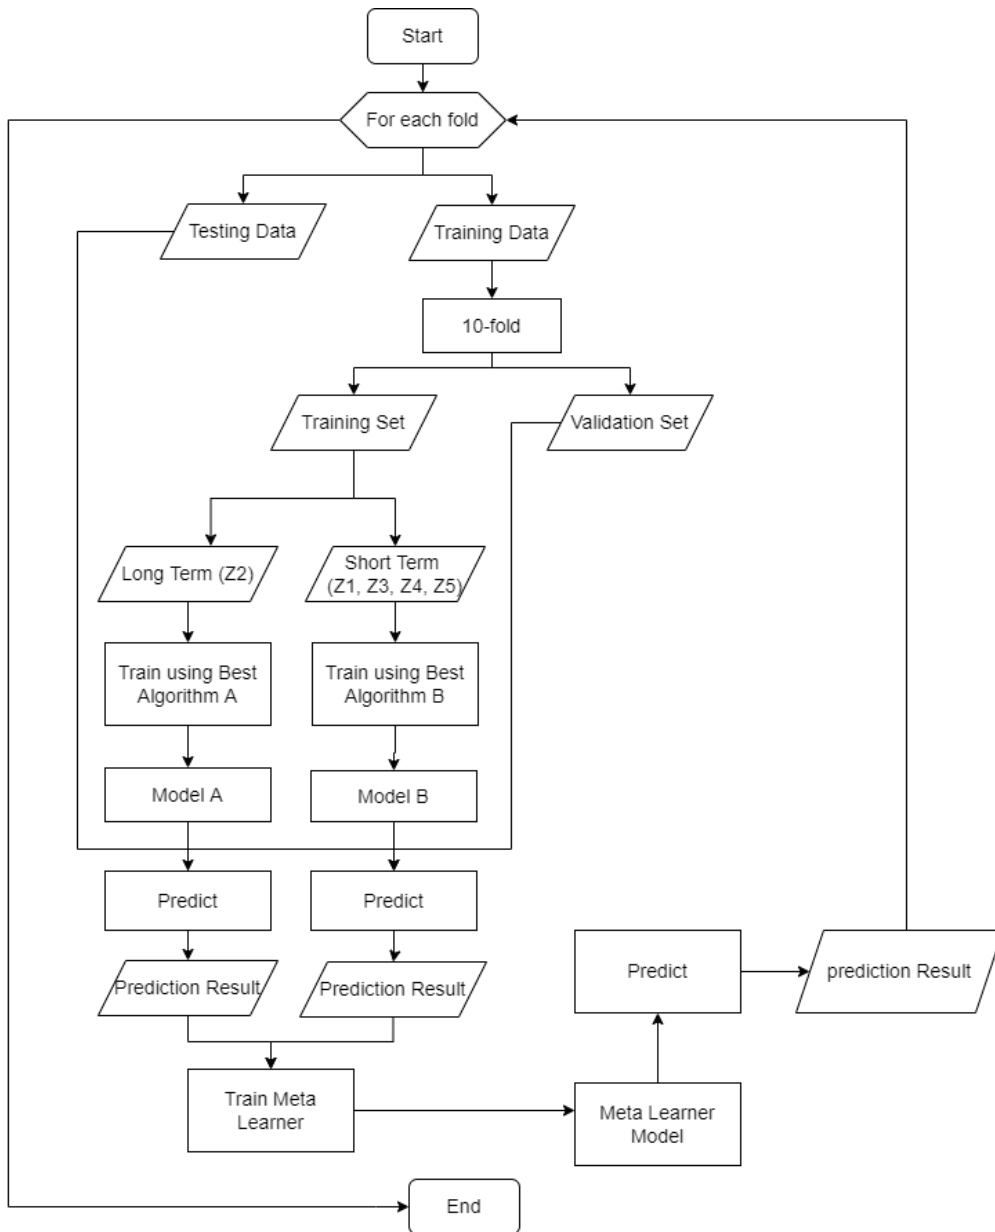 Start
For each fold
Testing Data
Training Data
10-fold
Training Set
Validation Set
Long Term (Z2)
Short Term
(Z1, Z3, Z4, Z5)
Train using Best
Algorithm A
Train using Best
Algorithm B
Model A
Model B
Predict
Predict
Prediction Result
Prediction Result
Predict
prediction Result
Train Meta
Learner
Meta Learner
Model
End